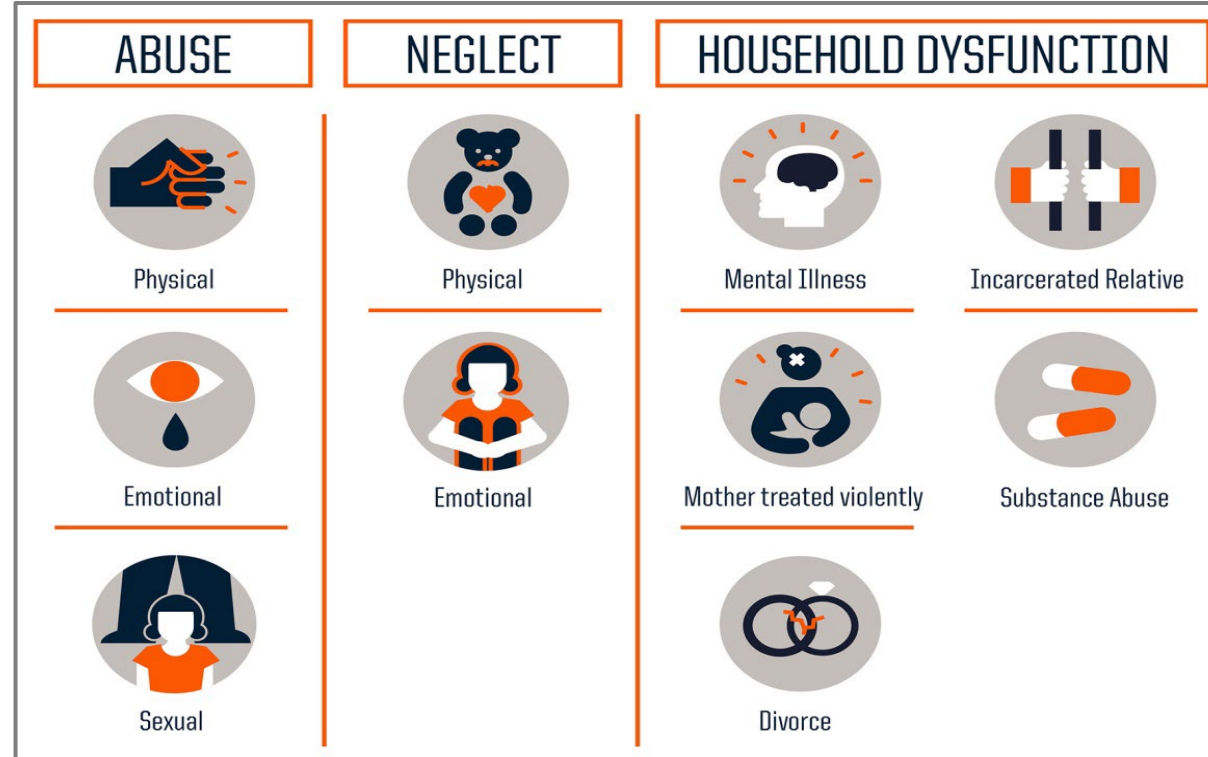 ABUSE
Physical
Emotional
Sexual
NEGLECT
Physical
Emotional
HOUSEHOLD DYSFUNCTION
Mental Illness
Incarcerated Relative
Mother treated violently
Substance Abuse
Divorce